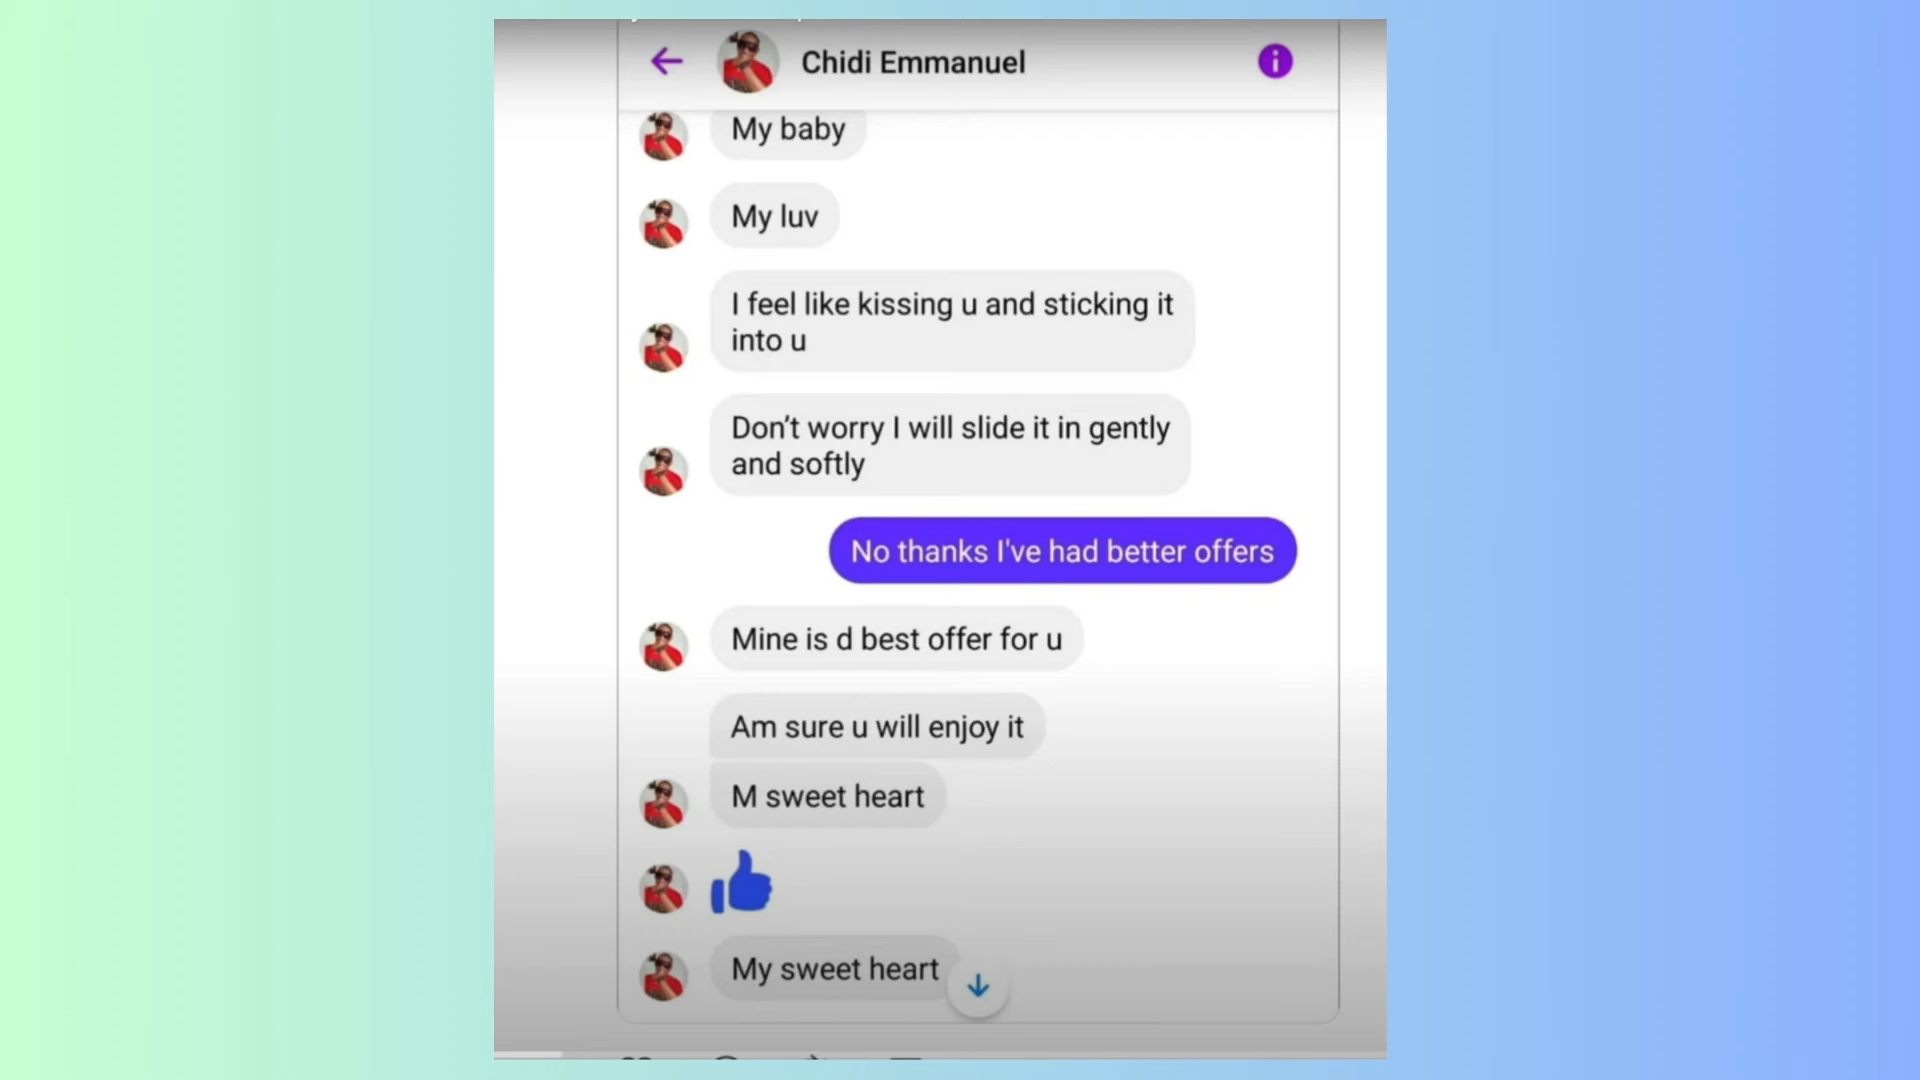 Chidi Emmanuel
My baby
My luv
I feel like kissing u and sticking it
into u
Don't worry I will slide it in gently
and softly
No thanks I've had better offers
Mine is d best offer for u
Am sure u will enjoy it
M sweet heart
My sweet heart